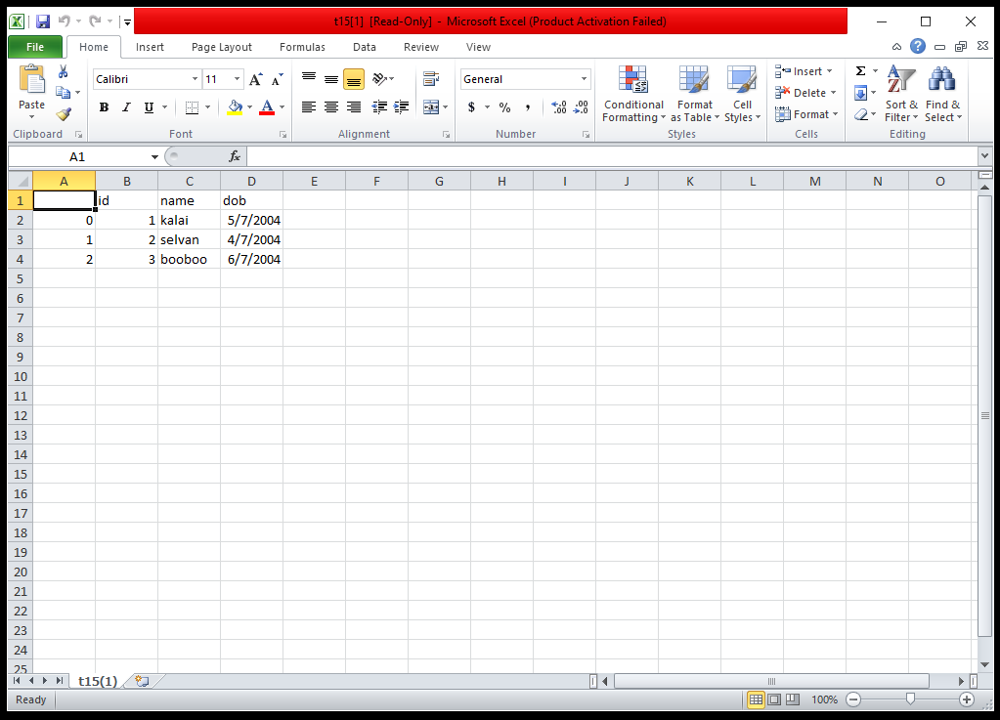 t15[1] [Read-Only] - Microsoft Excel (Product Activation Failed)
File Home Insert Page Layout Formulas Data Review View
Calibri 11 General Insert Σ
Paste B I U $ % , .00 .00 Conditional Formatting Format as Table Cell Styles Delete Format Sort & Filter Find & Select
Clipboard Font Alignment Number Styles Cells Editing
A1 fx
A B C D E F G H I J K L M N O
1 id name dob
2 0 1 kalai 5/7/2004
3 1 2 selvan 4/7/2004
4 2 3 booboo 6/7/2004
5
6
7
8
9
10
11
12
13
14
15
16
17
18
19
20
21
22
23
24
25
t15(1)
Ready 100%